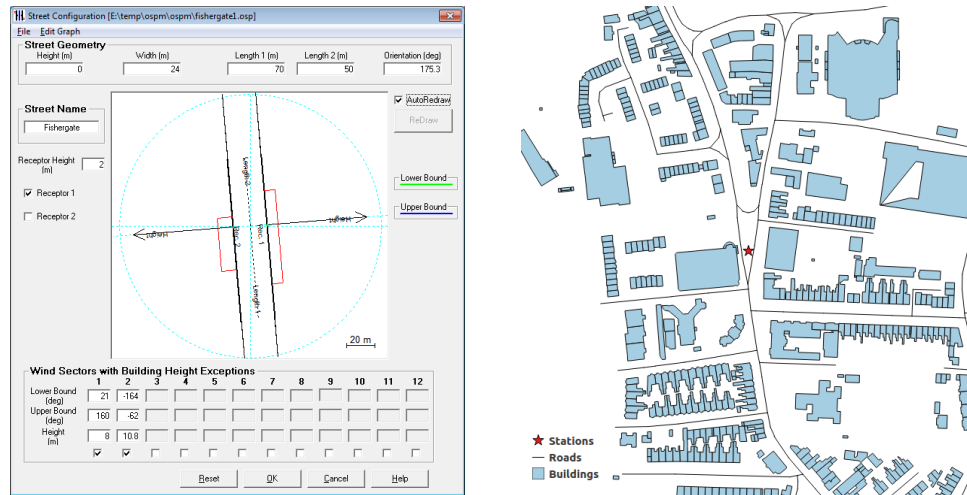 Street Configuration [E:\temp\ospm\ospm\fishergate1.osp]
File Edit Graph
Street Geometry
Height (m) Width (m) Length 1 (m) Length 2 (m) Orientation (deg)
0 24 70 50 175.3
Street Name
Fishergate
Receptor Height (m) 2
Receptor 1
Receptor 2
AutoRedraw
ReDraw
Lower Bound
Upper Bound
Length-2
Height
Height
Rec. 2
Rec. 1
Length-1-
20 m
Wind Sectors with Building Height Exceptions
1 2 3 4 5 6 7 8 9 10 11 12
Lower Bound (deg) 21 -164
Upper Bound (deg) 160 -62
Height (m) 8 10.8
Reset OK Cancel Help
Stations
Roads
Buildings